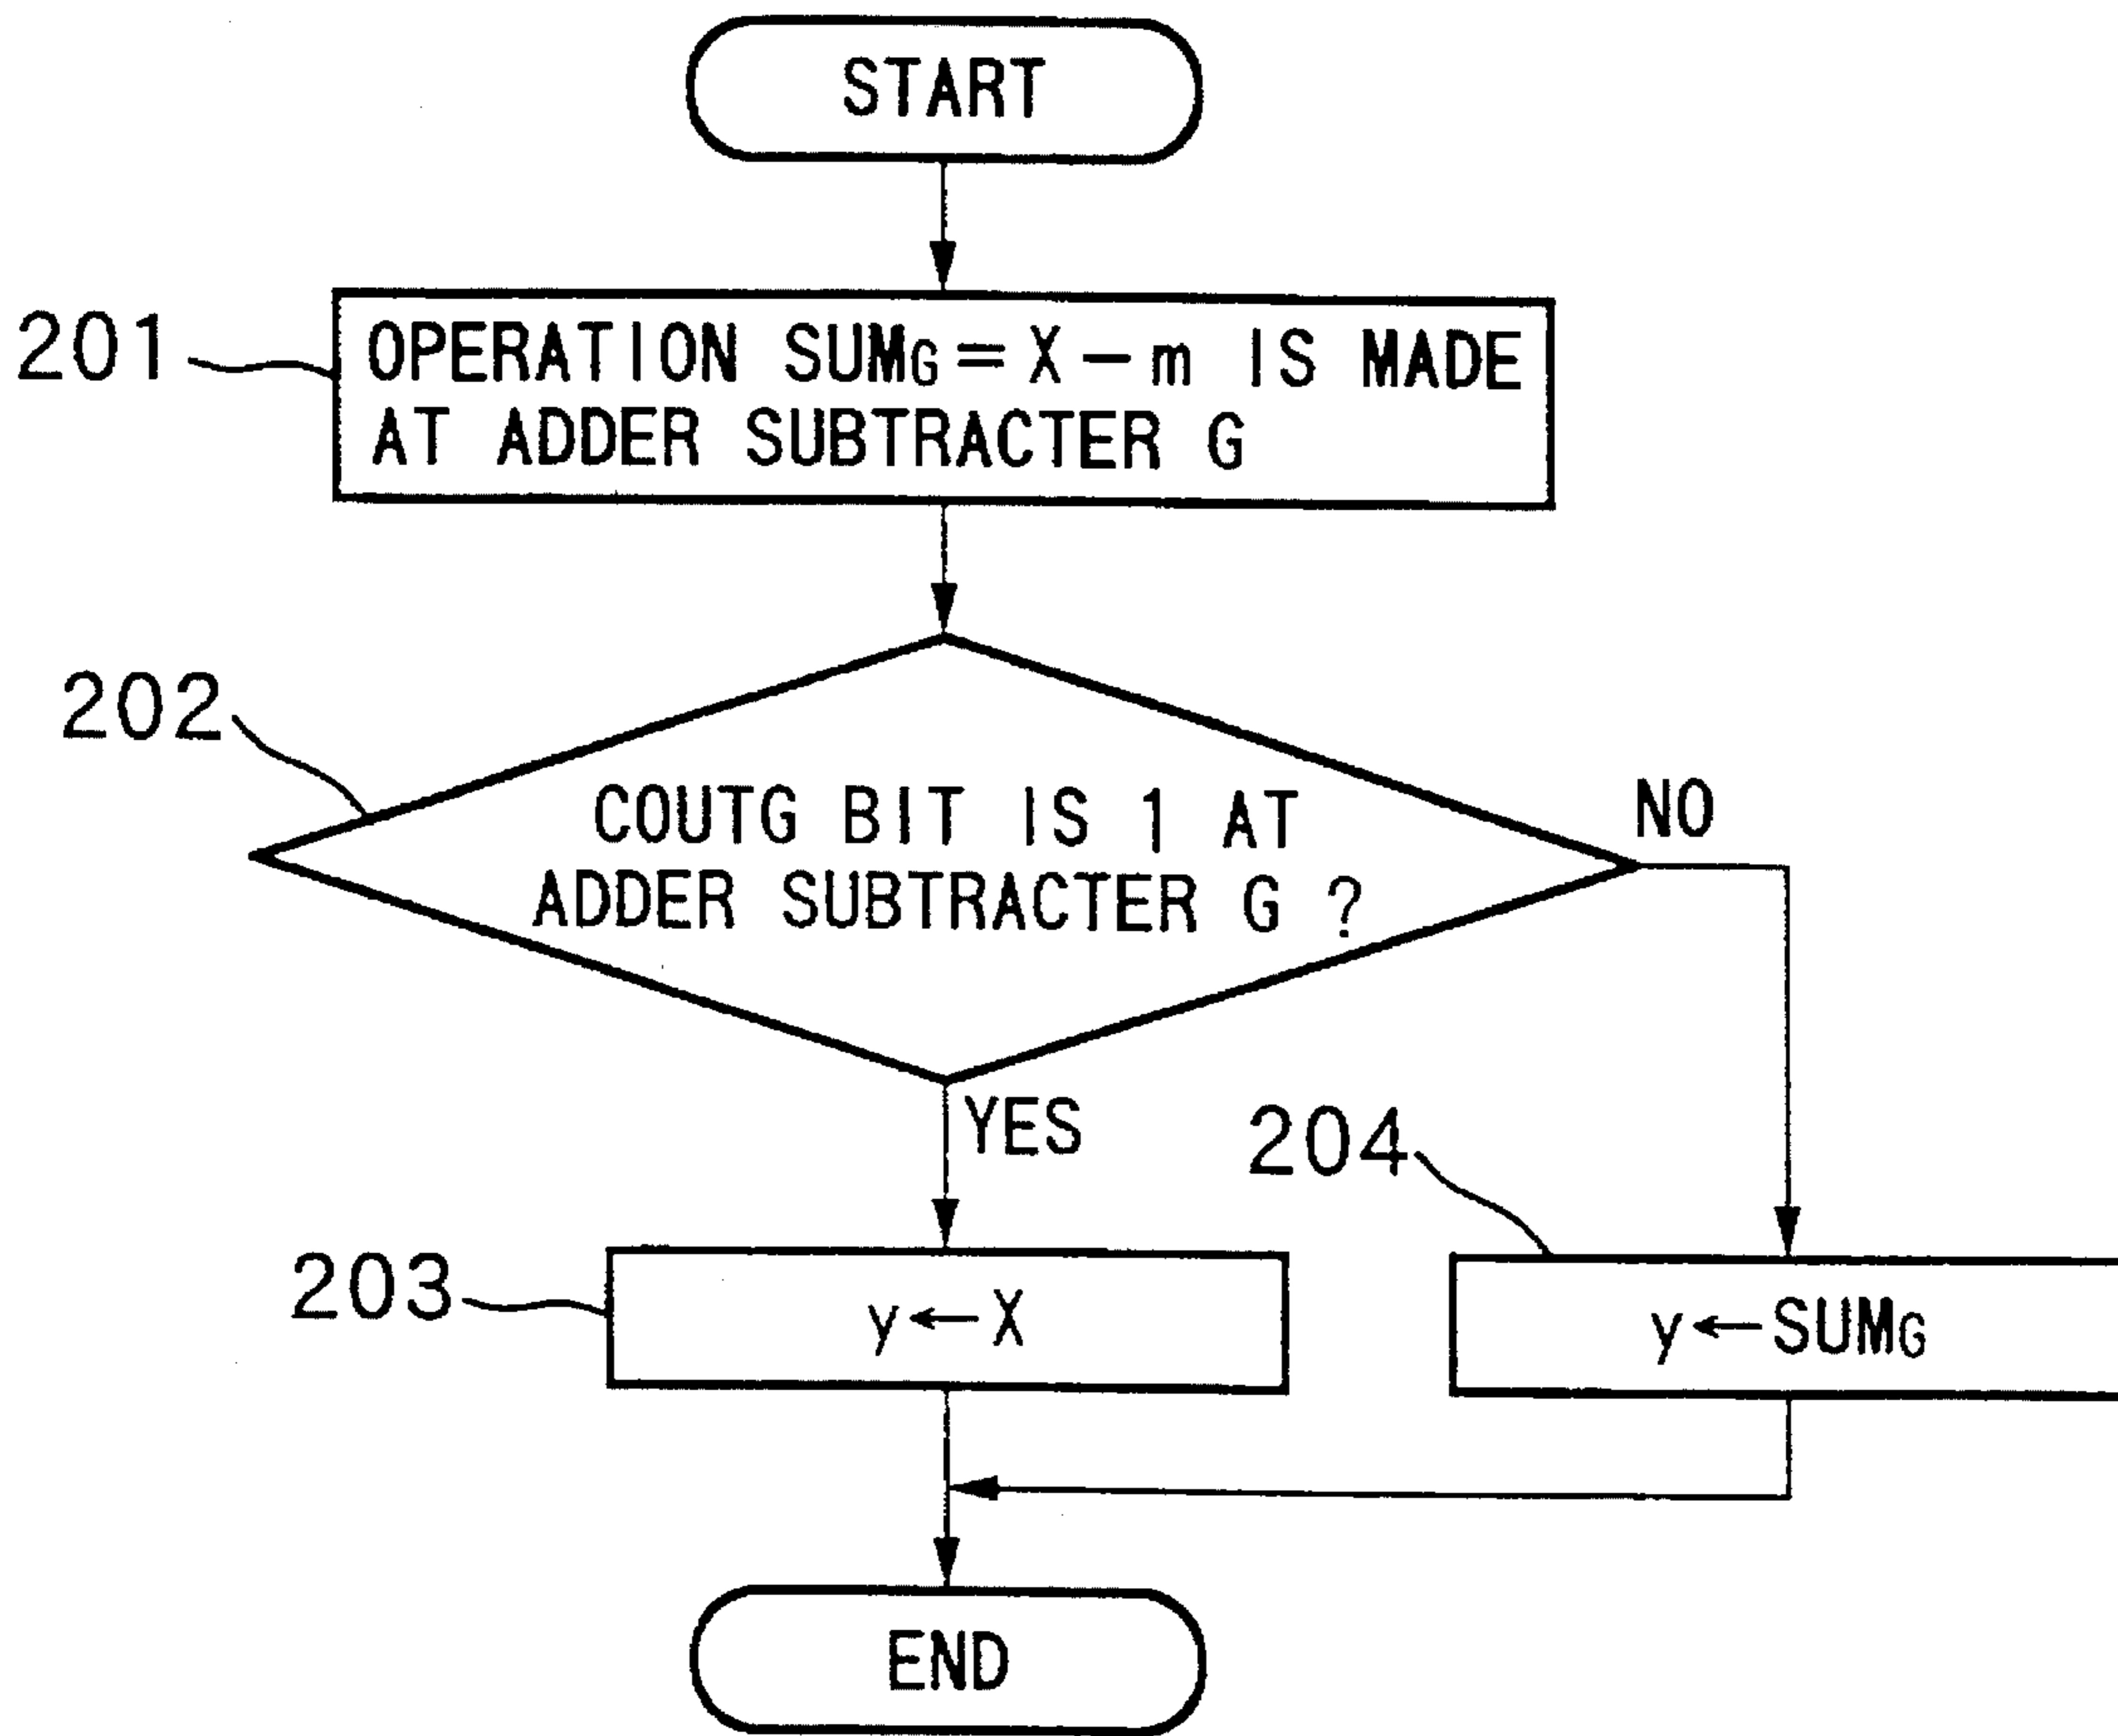 START
201
OPERATION SUMG=X-m IS MADE
AT ADDER SUBTRACTER G
202
COUTG BIT IS 1 AT
ADDER SUBTRACTER G ?
NO
YES
204
203
y←X
y←SUMG
END